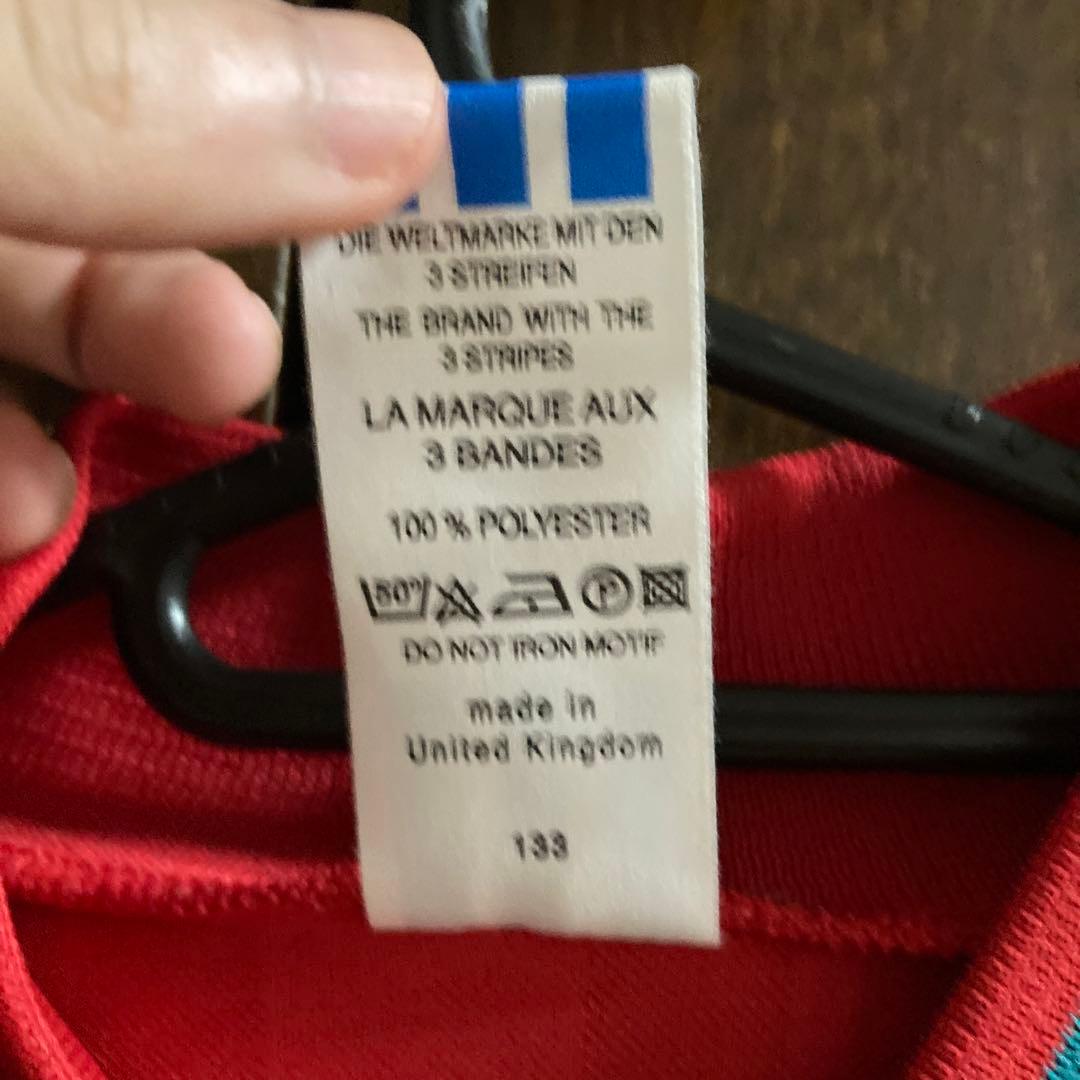 DIE WELTMARKE MIT DEN
3 STREIFEN
THE BRAND WITH THE
3 STRIPES
LA MARQUE AUX
3 BANDES
100 % POLYESTER
50° P
DO NOT IRON MOTIF
made in
United Kingdom
133